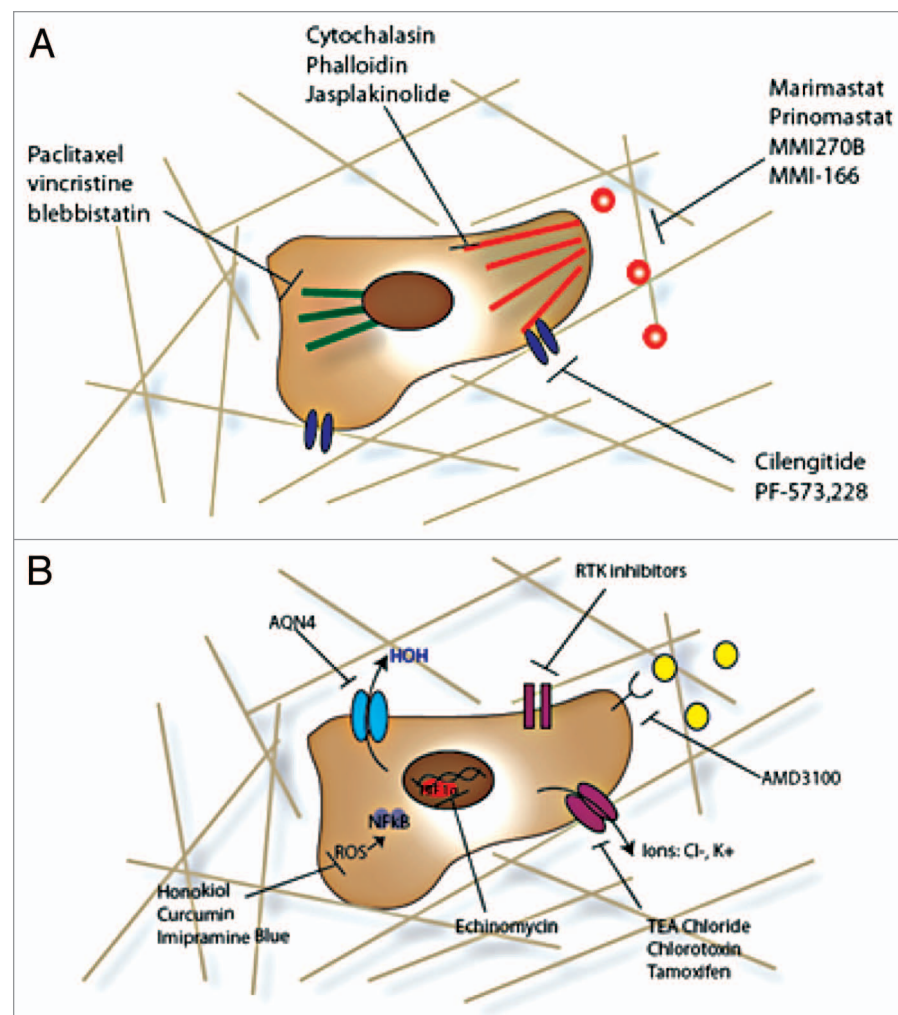 A
Cytochalasin
Phalloidin
Jasplakinolide
Marimastat
Prinomastat
MMI270B
MMI-166
Paclitaxel
vincristine
blebbistatin
Cilengitide
PF-573,228
B
RTK inhibitors
AQN4
HOH
AMD3100
HIF1α
NFkB
ROS
Ions: Cl-, K+
Honokiol
Curcumin
Imipramine Blue
Echinomycin
TEA Chloride
Chlorotoxin
Tamoxifen